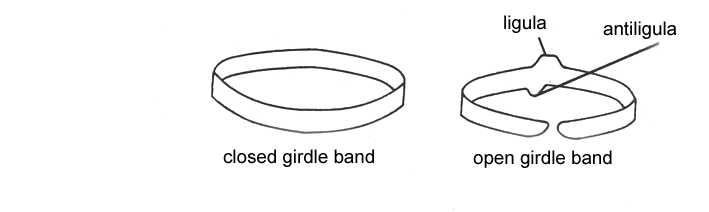 ligula
antiligula
closed girdle band
open girdle band